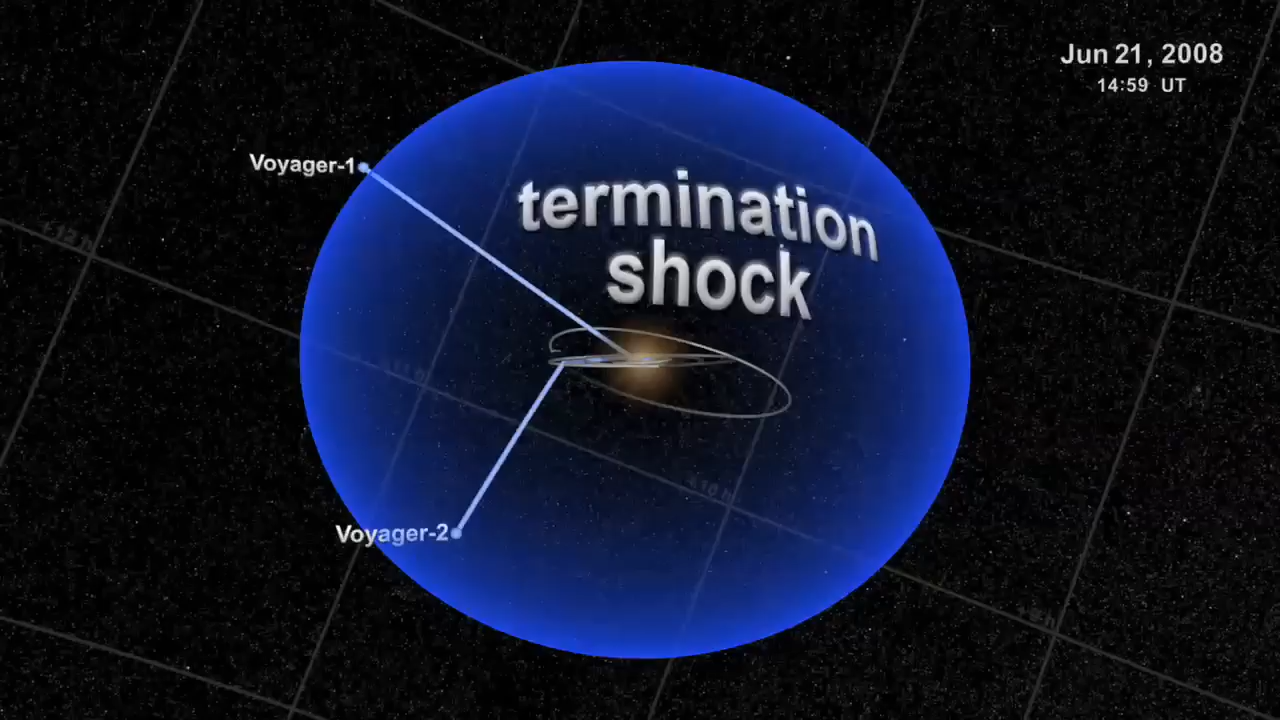 Jun 21, 2008
14:59 UT
Voyager-1
termination
shock
Voyager-2